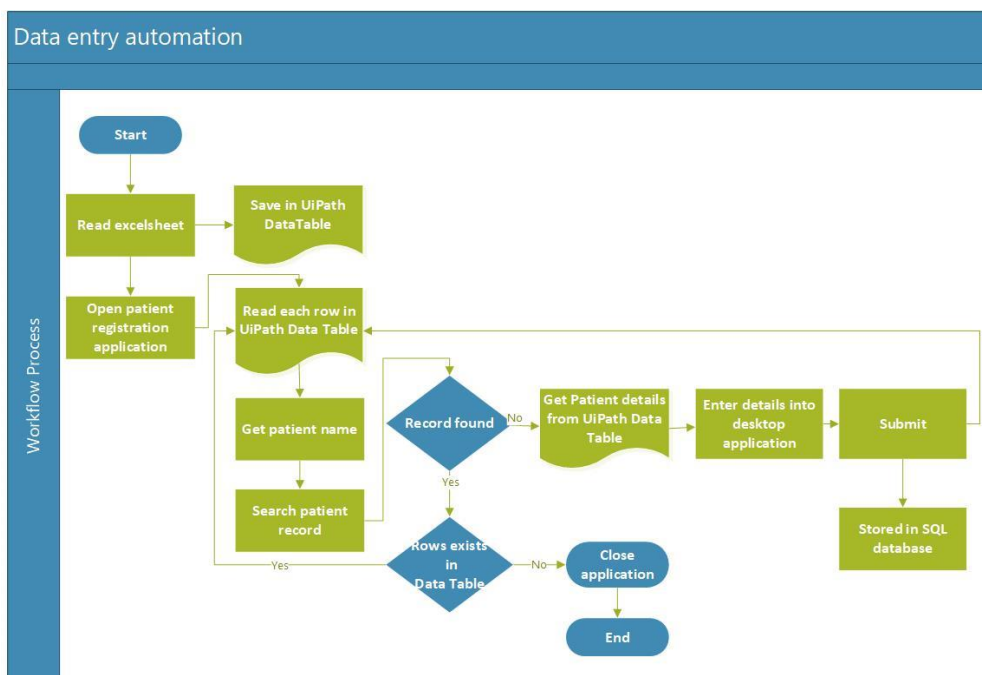 Data entry automation
Workflow Process
Start
Read excelsheet
Save in UiPath
DataTable
Open patient
registration
application
Read each row in
UiPath Data Table
Get patient name
Search patient
record
Record found
No
Get Patient details
from UiPath Data
Table
Enter details into
desktop
application
Submit
Stored in SQL
database
Yes
Rows exists
in
Data Table
Yes
No
Close
application
End